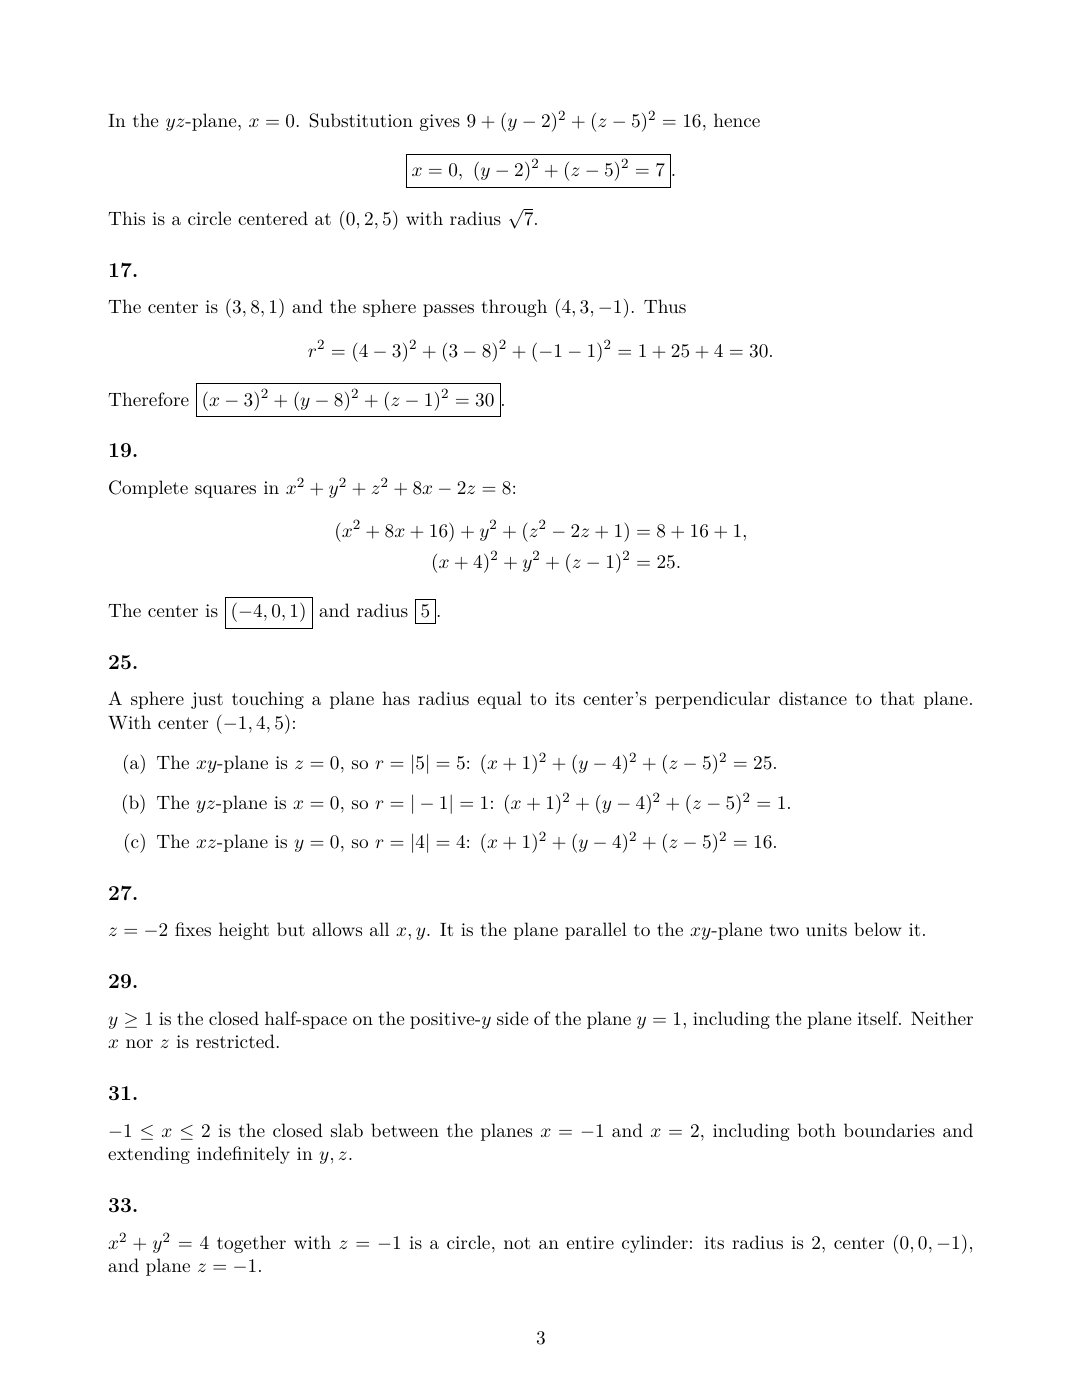 In the yz-plane, x = 0. Substitution gives 9 + (y − 2)² + (z − 5)² = 16, hence
x = 0, (y − 2)² + (z − 5)² = 7.
This is a circle centered at (0, 2, 5) with radius √7.
17.
The center is (3, 8, 1) and the sphere passes through (4, 3, −1). Thus
r² = (4 − 3)² + (3 − 8)² + (−1 − 1)² = 1 + 25 + 4 = 30.
Therefore (x − 3)² + (y − 8)² + (z − 1)² = 30.
19.
Complete squares in x² + y² + z² + 8x − 2z = 8:
(x² + 8x + 16) + y² + (z² − 2z + 1) = 8 + 16 + 1,
(x + 4)² + y² + (z − 1)² = 25.
The center is (−4, 0, 1) and radius 5.
25.
A sphere just touching a plane has radius equal to its center's perpendicular distance to that plane.
With center (−1, 4, 5):
(a) The xy-plane is z = 0, so r = |5| = 5: (x + 1)² + (y − 4)² + (z − 5)² = 25.
(b) The yz-plane is x = 0, so r = | − 1| = 1: (x + 1)² + (y − 4)² + (z − 5)² = 1.
(c) The xz-plane is y = 0, so r = |4| = 4: (x + 1)² + (y − 4)² + (z − 5)² = 16.
27.
z = −2 fixes height but allows all x, y. It is the plane parallel to the xy-plane two units below it.
29.
y ≥ 1 is the closed half-space on the positive-y side of the plane y = 1, including the plane itself. Neither
x nor z is restricted.
31.
−1 ≤ x ≤ 2 is the closed slab between the planes x = −1 and x = 2, including both boundaries and
extending indefinitely in y, z.
33.
x² + y² = 4 together with z = −1 is a circle, not an entire cylinder: its radius is 2, center (0, 0, −1),
and plane z = −1.
3